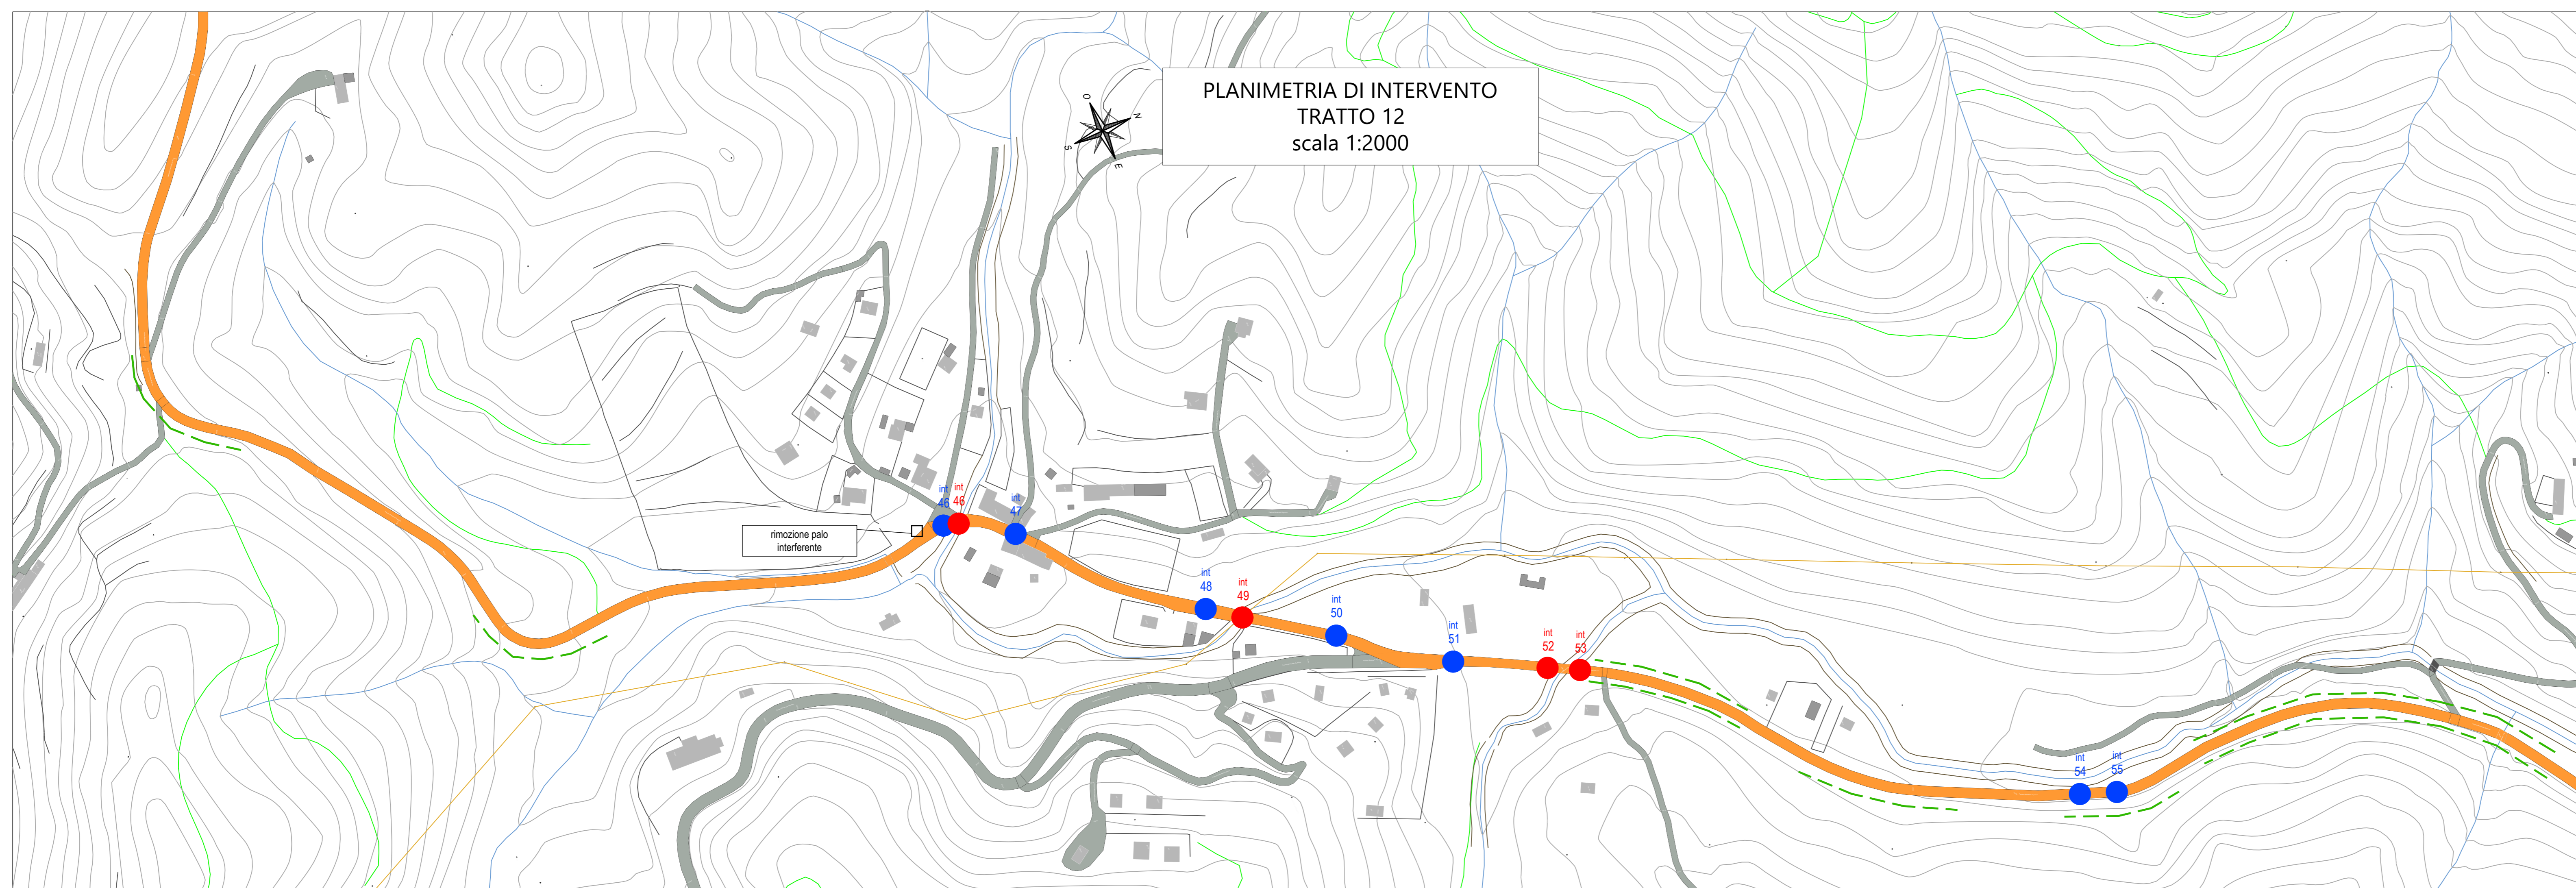 PLANIMETRIA DI INTERVENTO
TRATTO 12
scala 1:2000
O
N
S
E
int
46
int
46
int
47
rimozione palo
interferente
int
48
int
49
int
50
int
51
int
52
int
53
int
54
int
55